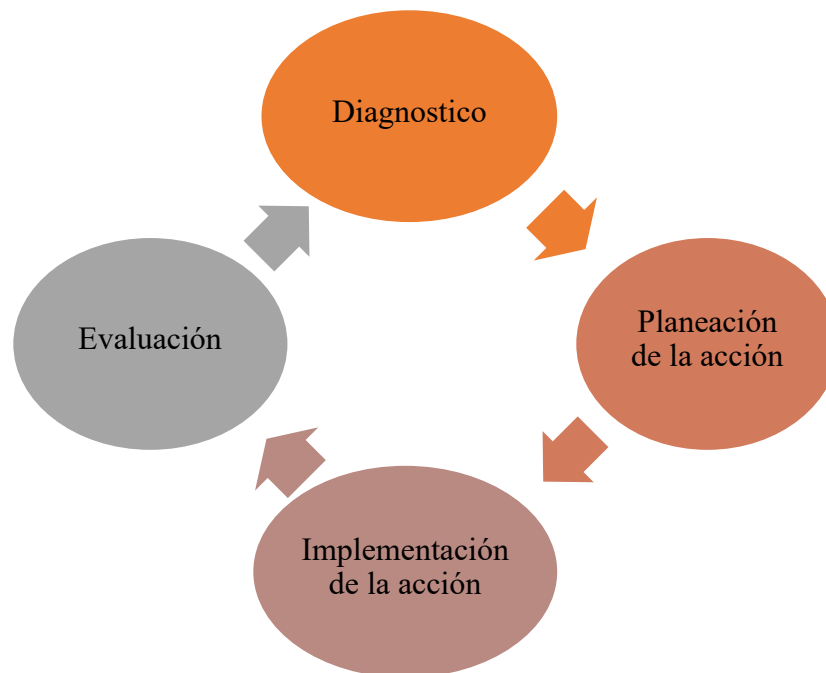 Diagnostico
Planeación
de la acción
Implementación
de la acción
Evaluación